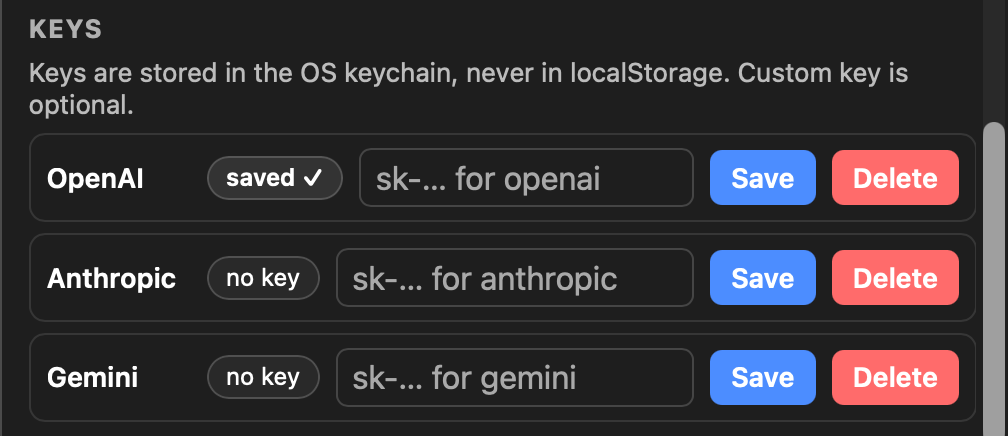 KEYS
Keys are stored in the OS keychain, never in localStorage. Custom key is
optional.
OpenAI saved ✓ sk-... for openai Save Delete
Anthropic no key sk-... for anthropic Save Delete
Gemini no key sk-... for gemini Save Delete